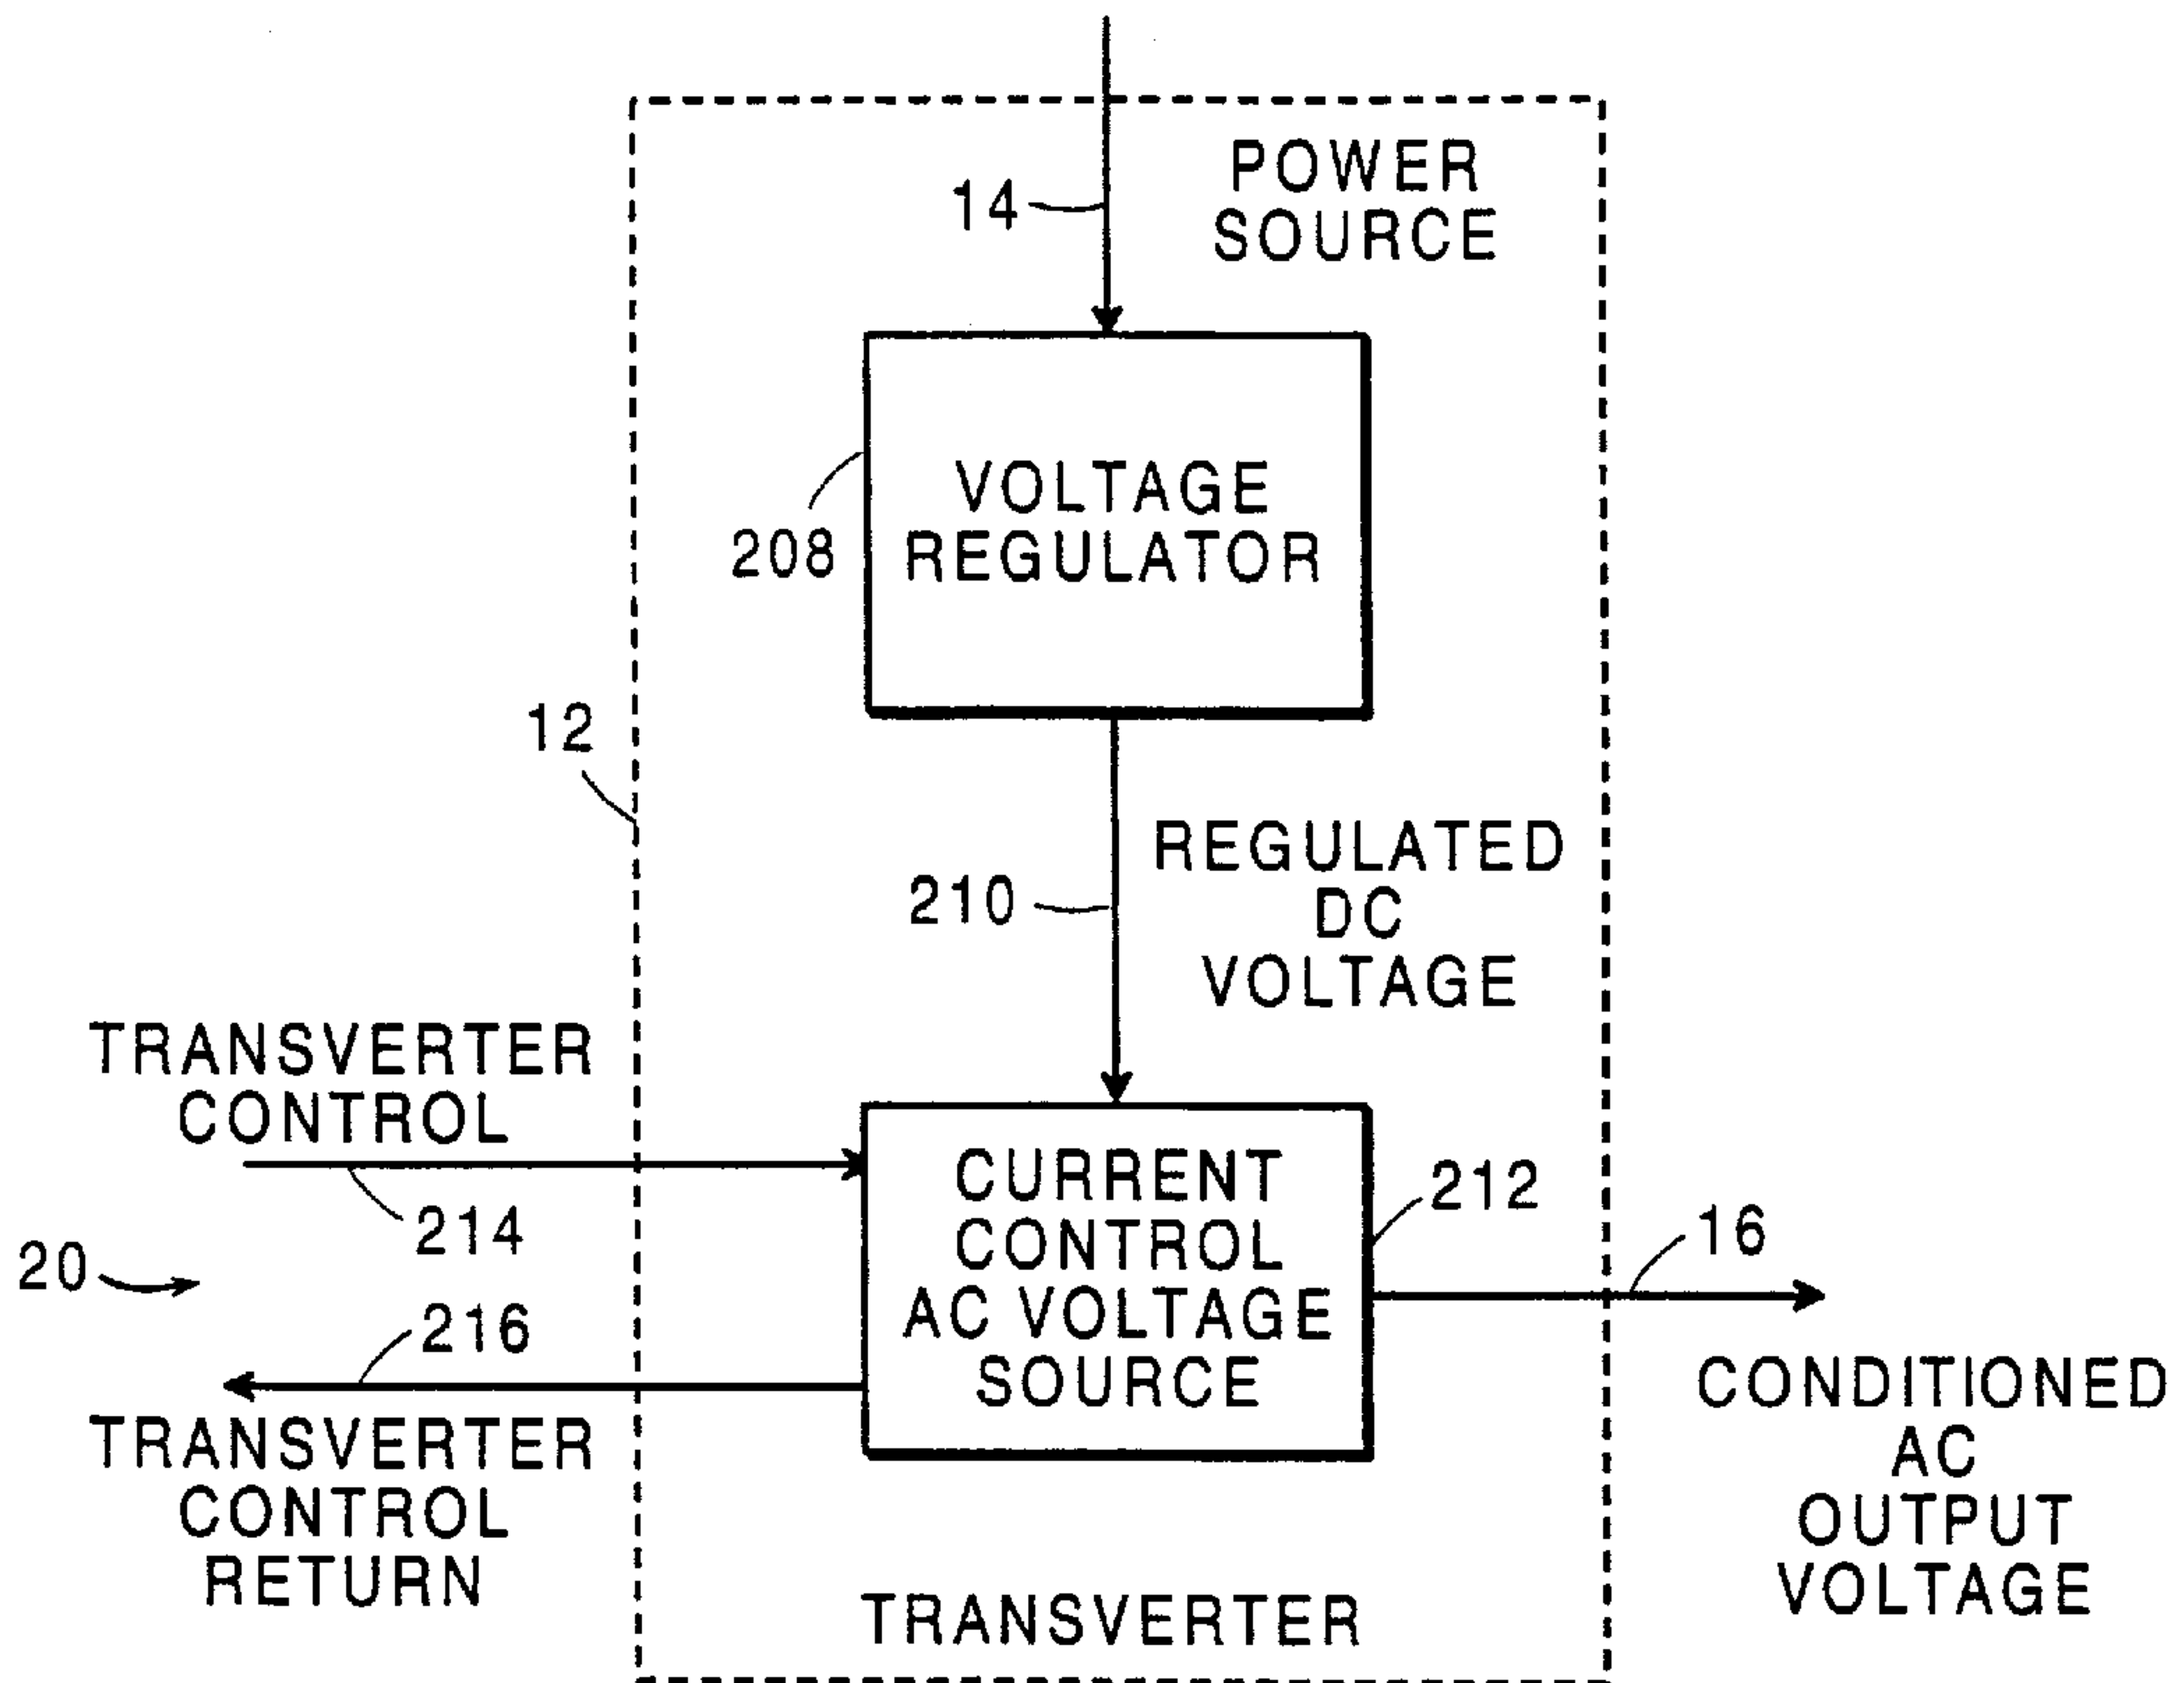 POWER
SOURCE
14
VOLTAGE
REGULATOR
208
12
REGULATED
DC
VOLTAGE
210
TRANSVERTER
CONTROL
214
20
216
TRANSVERTER
CONTROL
RETURN
CURRENT
CONTROL
AC VOLTAGE
SOURCE
212
16
CONDITIONED
AC
OUTPUT
VOLTAGE
TRANSVERTER